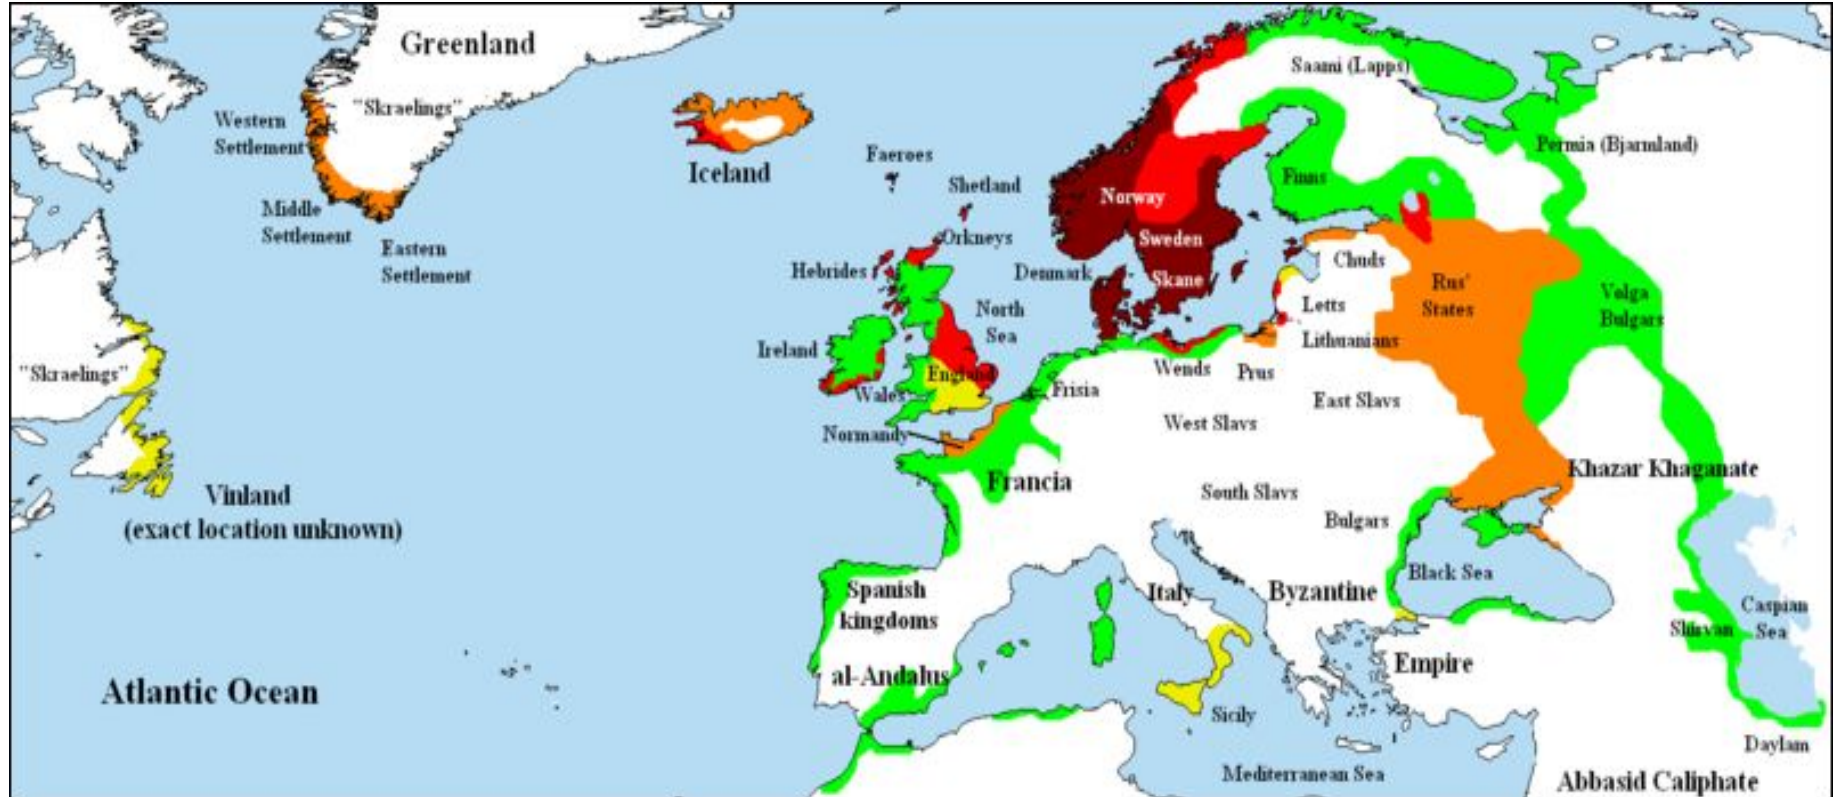 Greenland
"Skraelings"
Western
Settlement
Middle
Settlement
Eastern
Settlement
Iceland
Faeroes
Shetland
Orkneys
Hebrides
North
Sea
Ireland
England
Wales
Normandy
Frisia
Denmark
Norway
Sweden
Skane
Saami (Lapps)
Finns
Permia (Bjarmland)
Chuds
Letts
Lithuanians
Rus'
States
Volga
Bulgars
Wends
Prus
East Slavs
West Slavs
South Slavs
Bulgars
Khazar Khaganate
Francia
"Skraelings"
Vinland
(exact location unknown)
Atlantic Ocean
Spanish
kingdoms
al-Andalus
Italy
Sicily
Byzantine
Empire
Black Sea
Caspian
Sea
Shirvan
Daylam
Mediterranean Sea
Abbasid Caliphate